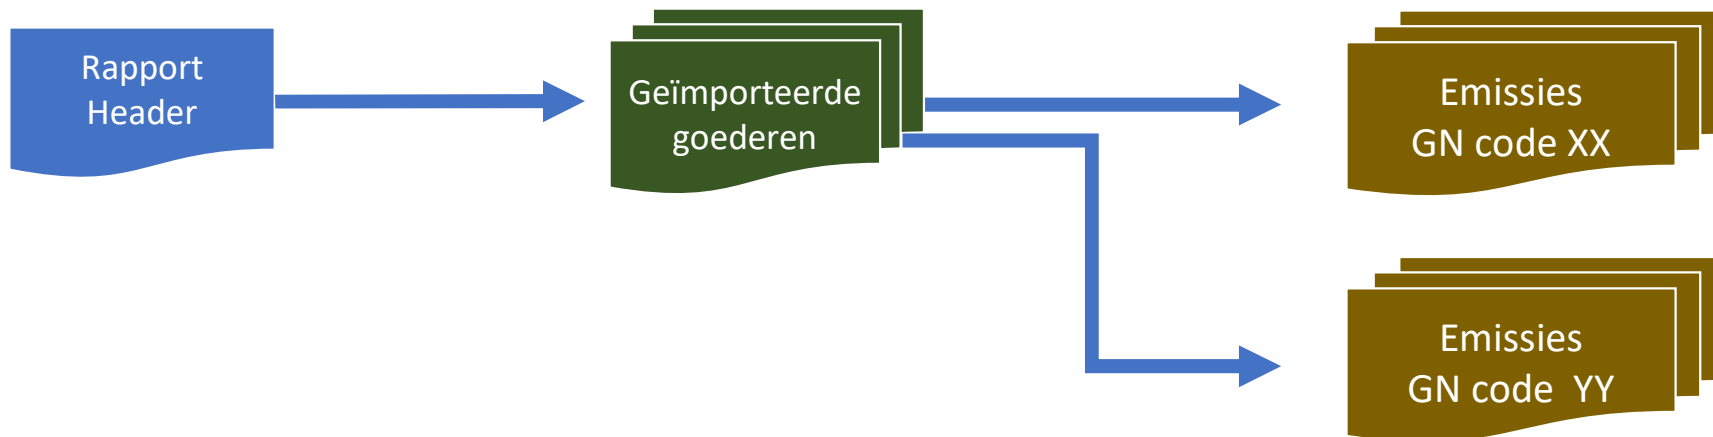 Rapport
Header
Geïmporteerde
goederen
Emissies
GN code XX
Emissies
GN code  YY